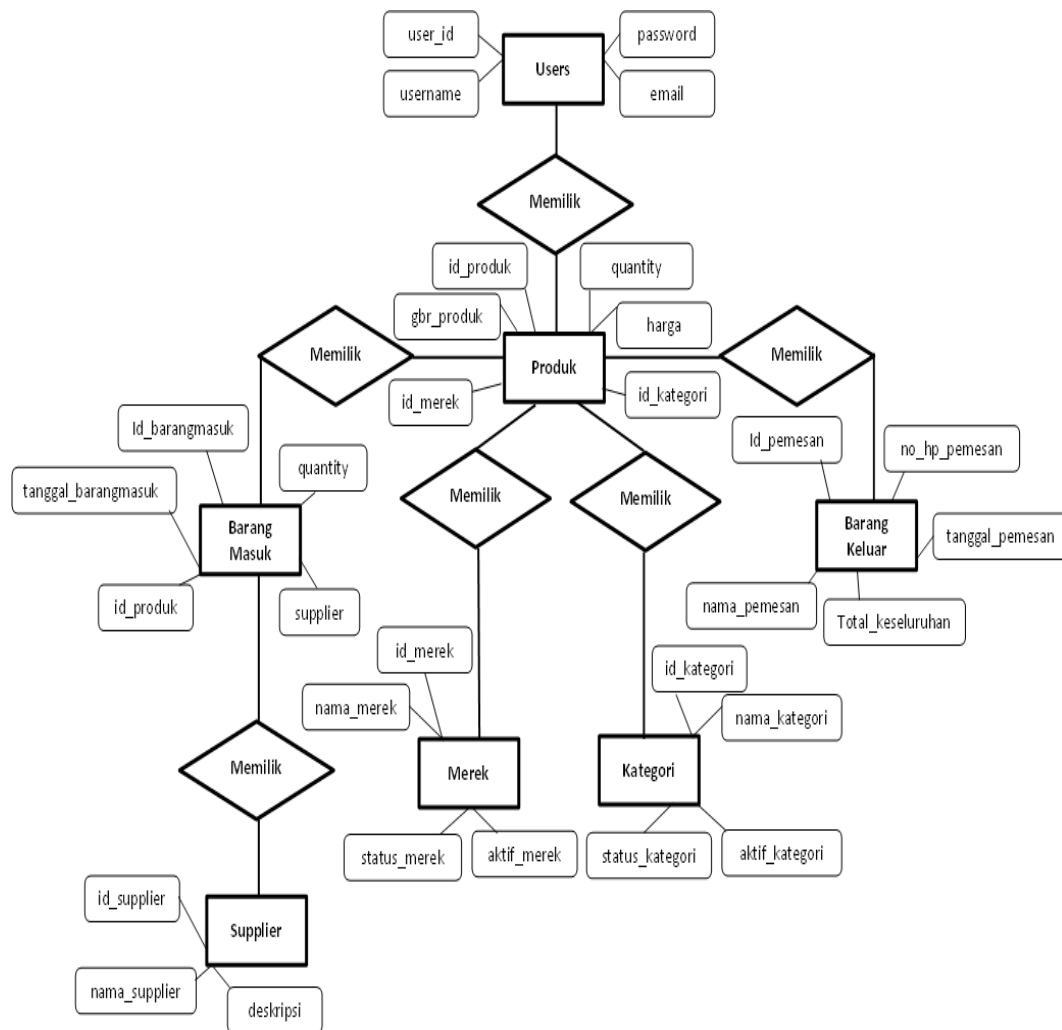 user_id
password
Users
username
email
Memilik
id_produk
quantity
gbr_produk
harga
Memilik
Produk
Memilik
id_merek
id_kategori
Id_barangmasuk
Id_pemesan
no_hp_pemesan
tanggal_barangmasuk
quantity
Memilik
Memilik
Barang
Masuk
Barang
Keluar
tanggal_pemesan
id_produk
supplier
nama_pemesan
Total_keseluruhan
id_merek
id_kategori
nama_merek
nama_kategori
Memilik
Merek
Kategori
status_merek
aktif_merek
status_kategori
aktif_kategori
id_supplier
Supplier
nama_supplier
deskripsi